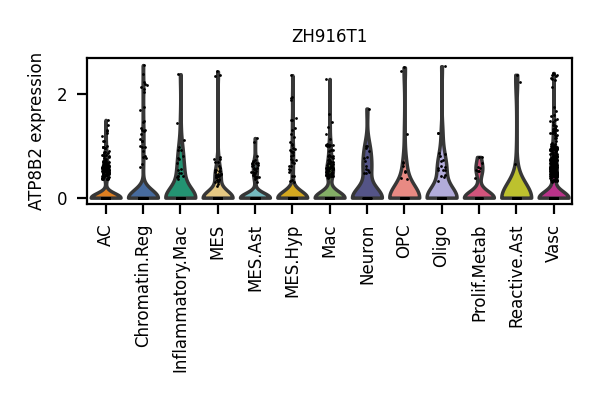 ZH916T1
ATP8B2 expression
2
0
AC
Chromatin.Reg
Inflammatory.Mac
MES
MES.Ast
MES.Hyp
Mac
Neuron
OPC
Oligo
Prolif.Metab
Reactive.Ast
Vasc